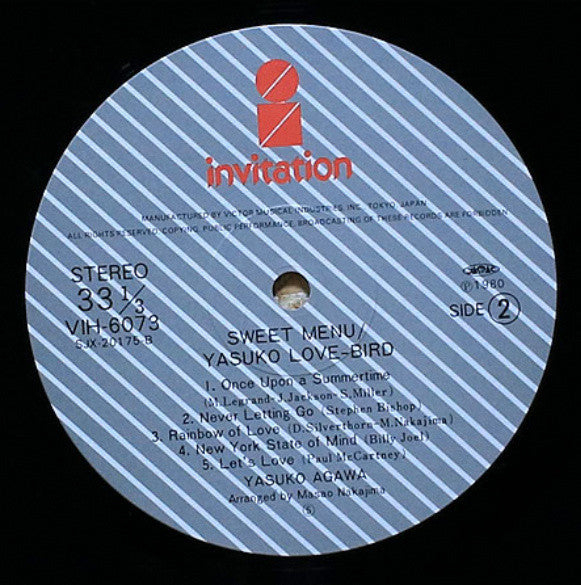 invitation
MANUFACTURED BY VICTOR MUSICAL INDUSTRIES, INC., TOKYO, JAPAN
ALL RIGHTS RESERVED, COPYING, PUBLIC PERFORMANCE, BROADCASTING OF THESE RECORDS ARE FORBIDDEN
STEREO
33 1/3
VIH-6073
SJX-20175-B
℗1980
SIDE 2
SWEET MENU/
YASUKO LOVE-BIRD
1. Once Upon a Summertime
(M.Legrand-J.Jackson-S.Miller)
2. Never Letting Go (Stephen Bishop)
3. Rainbow of Love (D.Silverthorn-M.Nakajima)
4. New York State of Mind (Billy Joel)
5. Let's Love (Paul McCartney)
YASUKO AGAWA
Arranged by Masao Nakajima
(6)